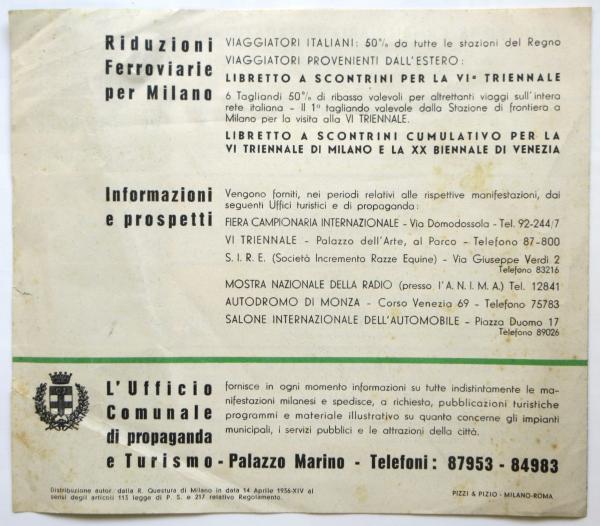 Riduzioni Ferroviarie per Milano
VIAGGIATORI ITALIANI: 50% da tutte le stazioni del Regno
VIAGGIATORI PROVENIENTI DALL'ESTERO:
LIBRETTO A SCONTRINI PER LA VIª TRIENNALE
6 Tagliandi 50% di ribasso valevoli per altrettanti viaggi sull'intera
rete italiana - Il 1° tagliando valevole dalla Stazione di frontiera a
Milano per la visita alla VI TRIENNALE.
LIBRETTO A SCONTRINI CUMULATIVO PER LA
VI TRIENNALE DI MILANO E LA XX BIENNALE DI VENEZIA
Informazioni e prospetti
Vengono forniti, nei periodi relativi alle rispettive manifestazioni, dai
seguenti Uffici turistici e di propaganda:
FIERA CAMPIONARIA INTERNAZIONALE - Via Domodossola - Tel. 92-244/7
VI TRIENNALE - Palazzo dell'Arte, al Parco - Telefono 87-800
S. I. R. E. (Società Incremento Razze Equine) - Via Giuseppe Verdi 2
Telefono 83216
MOSTRA NAZIONALE DELLA RADIO (presso l'A. N. I. M. A.) Tel. 12841
AUTODROMO DI MONZA - Corso Venezia 69 - Telefono 75783
SALONE INTERNAZIONALE DELL'AUTOMOBILE - Piazza Duomo 17
Telefono 89026
L'Ufficio
Comunale
di propaganda
e Turismo - Palazzo Marino - Telefoni: 87953 - 84983
fornisce in ogni momento informazioni su tutte indistintamente le ma-
nifestazioni milanesi e spedisce, a richiesto, pubblicazioni turistiche
programmi e materiale illustrativo su quanto concerne gli impianti
municipali, i servizi pubblici e le attrazioni della città.
Distribuzione autor. dalla R. Questura di Milano in data 14 Aprile 1936-XIV ai
sensi degli articoli 113 legge di P. S. e 217 relativo Regolamento.
PIZZI & PIZIO - MILANO-ROMA